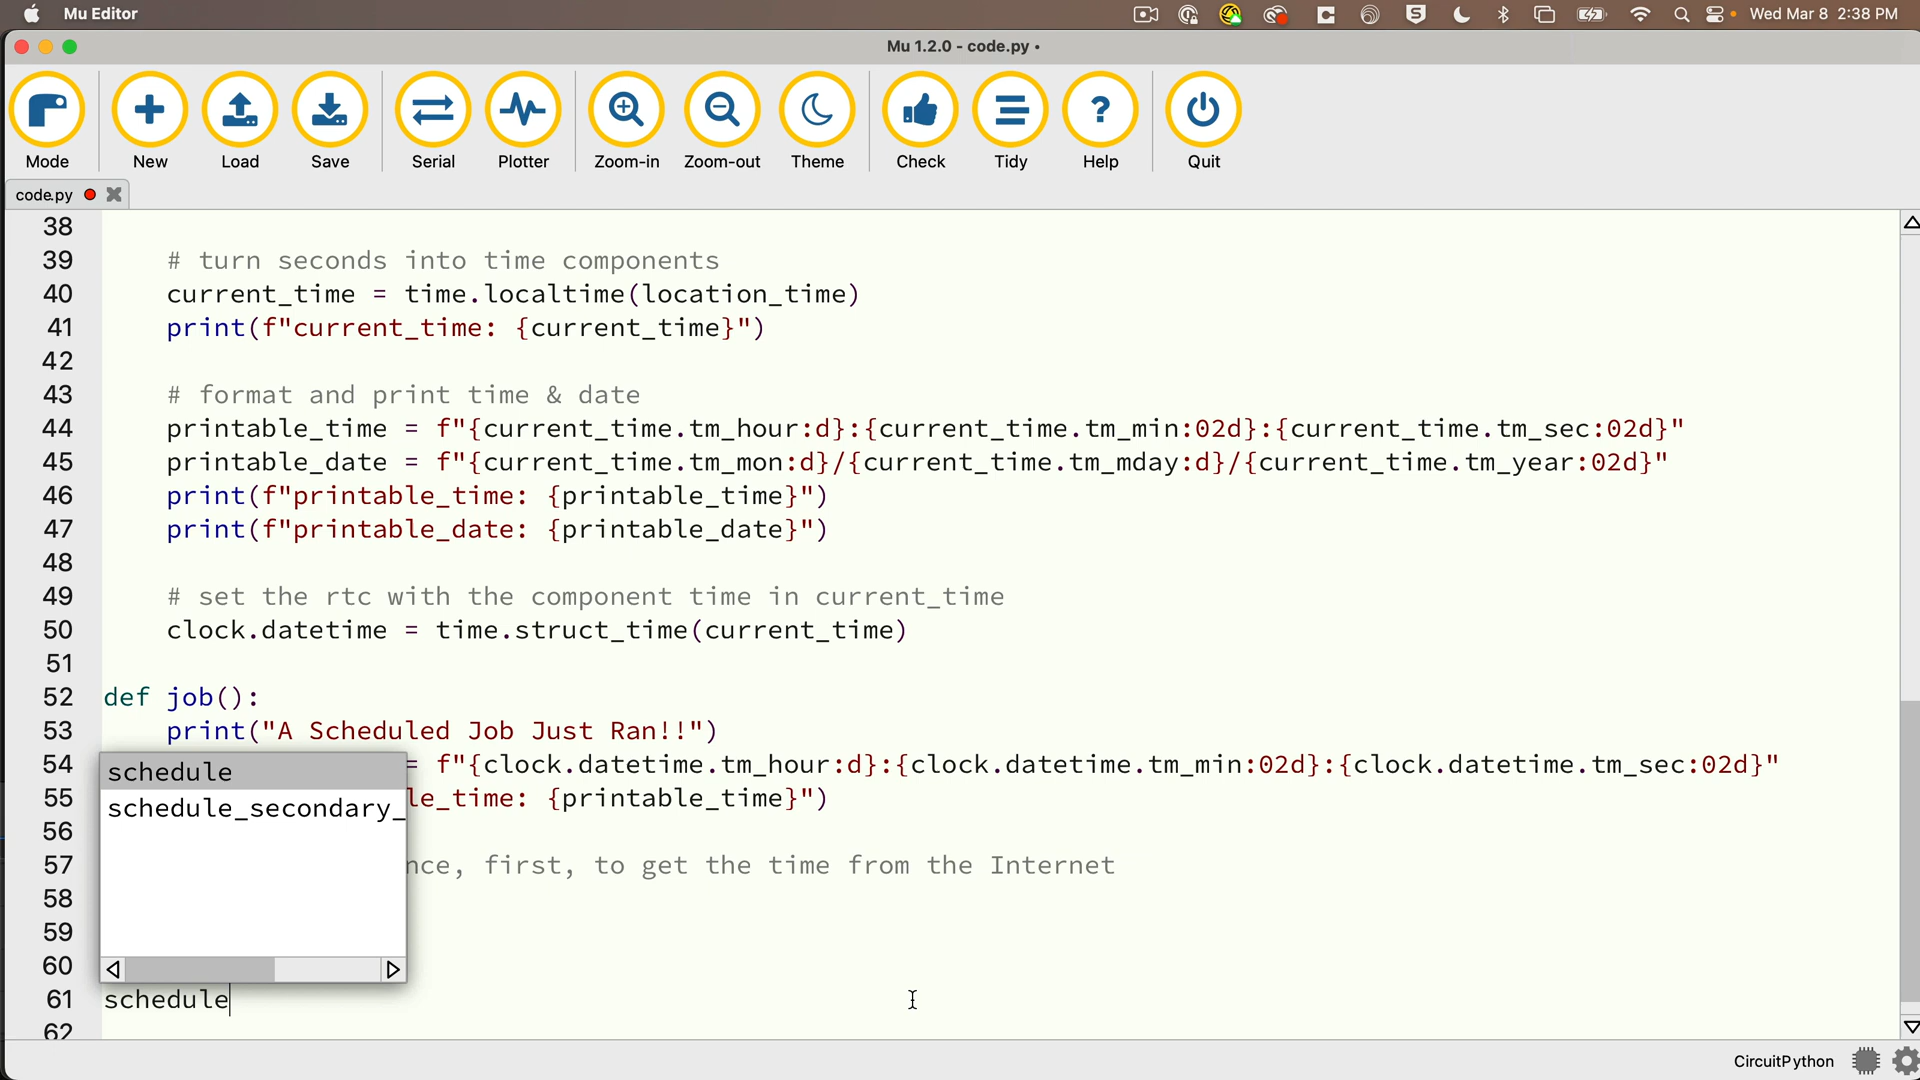 Mu Editor
Wed Mar 8 2:38 PM
Mu 1.2.0 - code.py •
Mode New Load Save Serial Plotter Zoom-in Zoom-out Theme Check Tidy Help Quit
code.py
38
39 # turn seconds into time components
40 current_time = time.localtime(location_time)
41 print(f"current_time: {current_time}")
42
43 # format and print time & date
44 printable_time = f"{current_time.tm_hour:d}:{current_time.tm_min:02d}:{current_time.tm_sec:02d}"
45 printable_date = f"{current_time.tm_mon:d}/{current_time.tm_mday:d}/{current_time.tm_year:02d}"
46 print(f"printable_time: {printable_time}")
47 print(f"printable_date: {printable_date}")
48
49 # set the rtc with the component time in current_time
50 clock.datetime = time.struct_time(current_time)
51
52 def job():
53 print("A Scheduled Job Just Ran!!")
54 = f"{clock.datetime.tm_hour:d}:{clock.datetime.tm_min:02d}:{clock.datetime.tm_sec:02d}"
schedule
55 le_time: {printable_time}")
schedule_secondary_
56
57 nce, first, to get the time from the Internet
58
59
60
61 schedule
62
CircuitPython